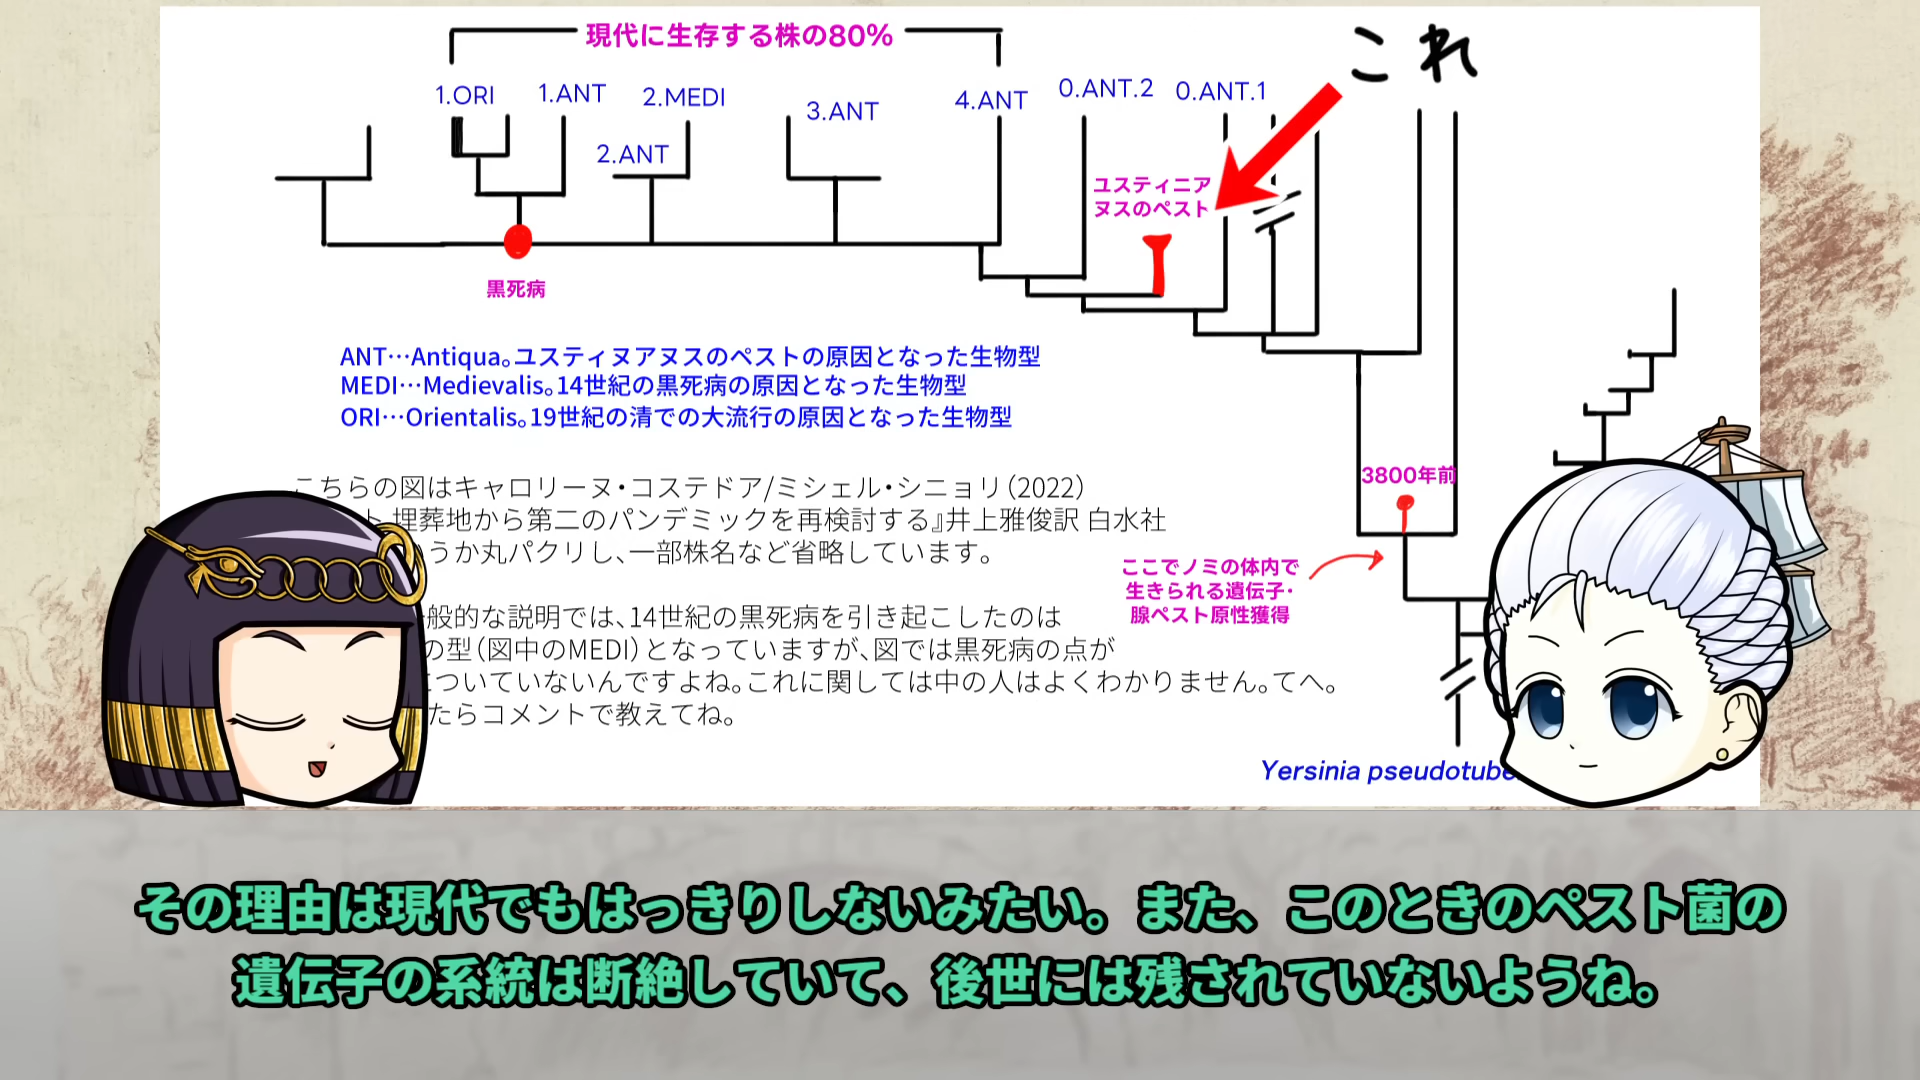 現代に生存する株の80%
これ
1.ORI
1.ANT
2.MEDI
3.ANT
4.ANT
0.ANT.2
0.ANT.1
2.ANT
ユスティニア
ヌスのペスト
黒死病
ANT…Antiqua。ユスティヌアヌスのペストの原因となった生物型
MEDI…Medievalis。14世紀の黒死病の原因となった生物型
ORI…Orientalis。19世紀の清での大流行の原因となった生物型
3800年前
こちらの図はキャロリーヌ・コステドア/ミシェル・シニョリ(2022)
ト 埋葬地から第二のパンデミックを再検討する』井上雅俊訳 白水社
うか丸パクリし、一部株名など省略しています。
ここでノミの体内で
生きられる遺伝子・
腺ペスト原性獲得
般的な説明では、14世紀の黒死病を引き起こしたのは
の型(図中のMEDI)となっていますが、図では黒死病の点が
についていないんですよね。これに関しては中の人はよくわかりません。てへ。
たらコメントで教えてね。
Yersinia pseudotube
その理由は現代でもはっきりしないみたい。また、このときのペスト菌の
遺伝子の系統は断絶していて、後世には残されていないようね。